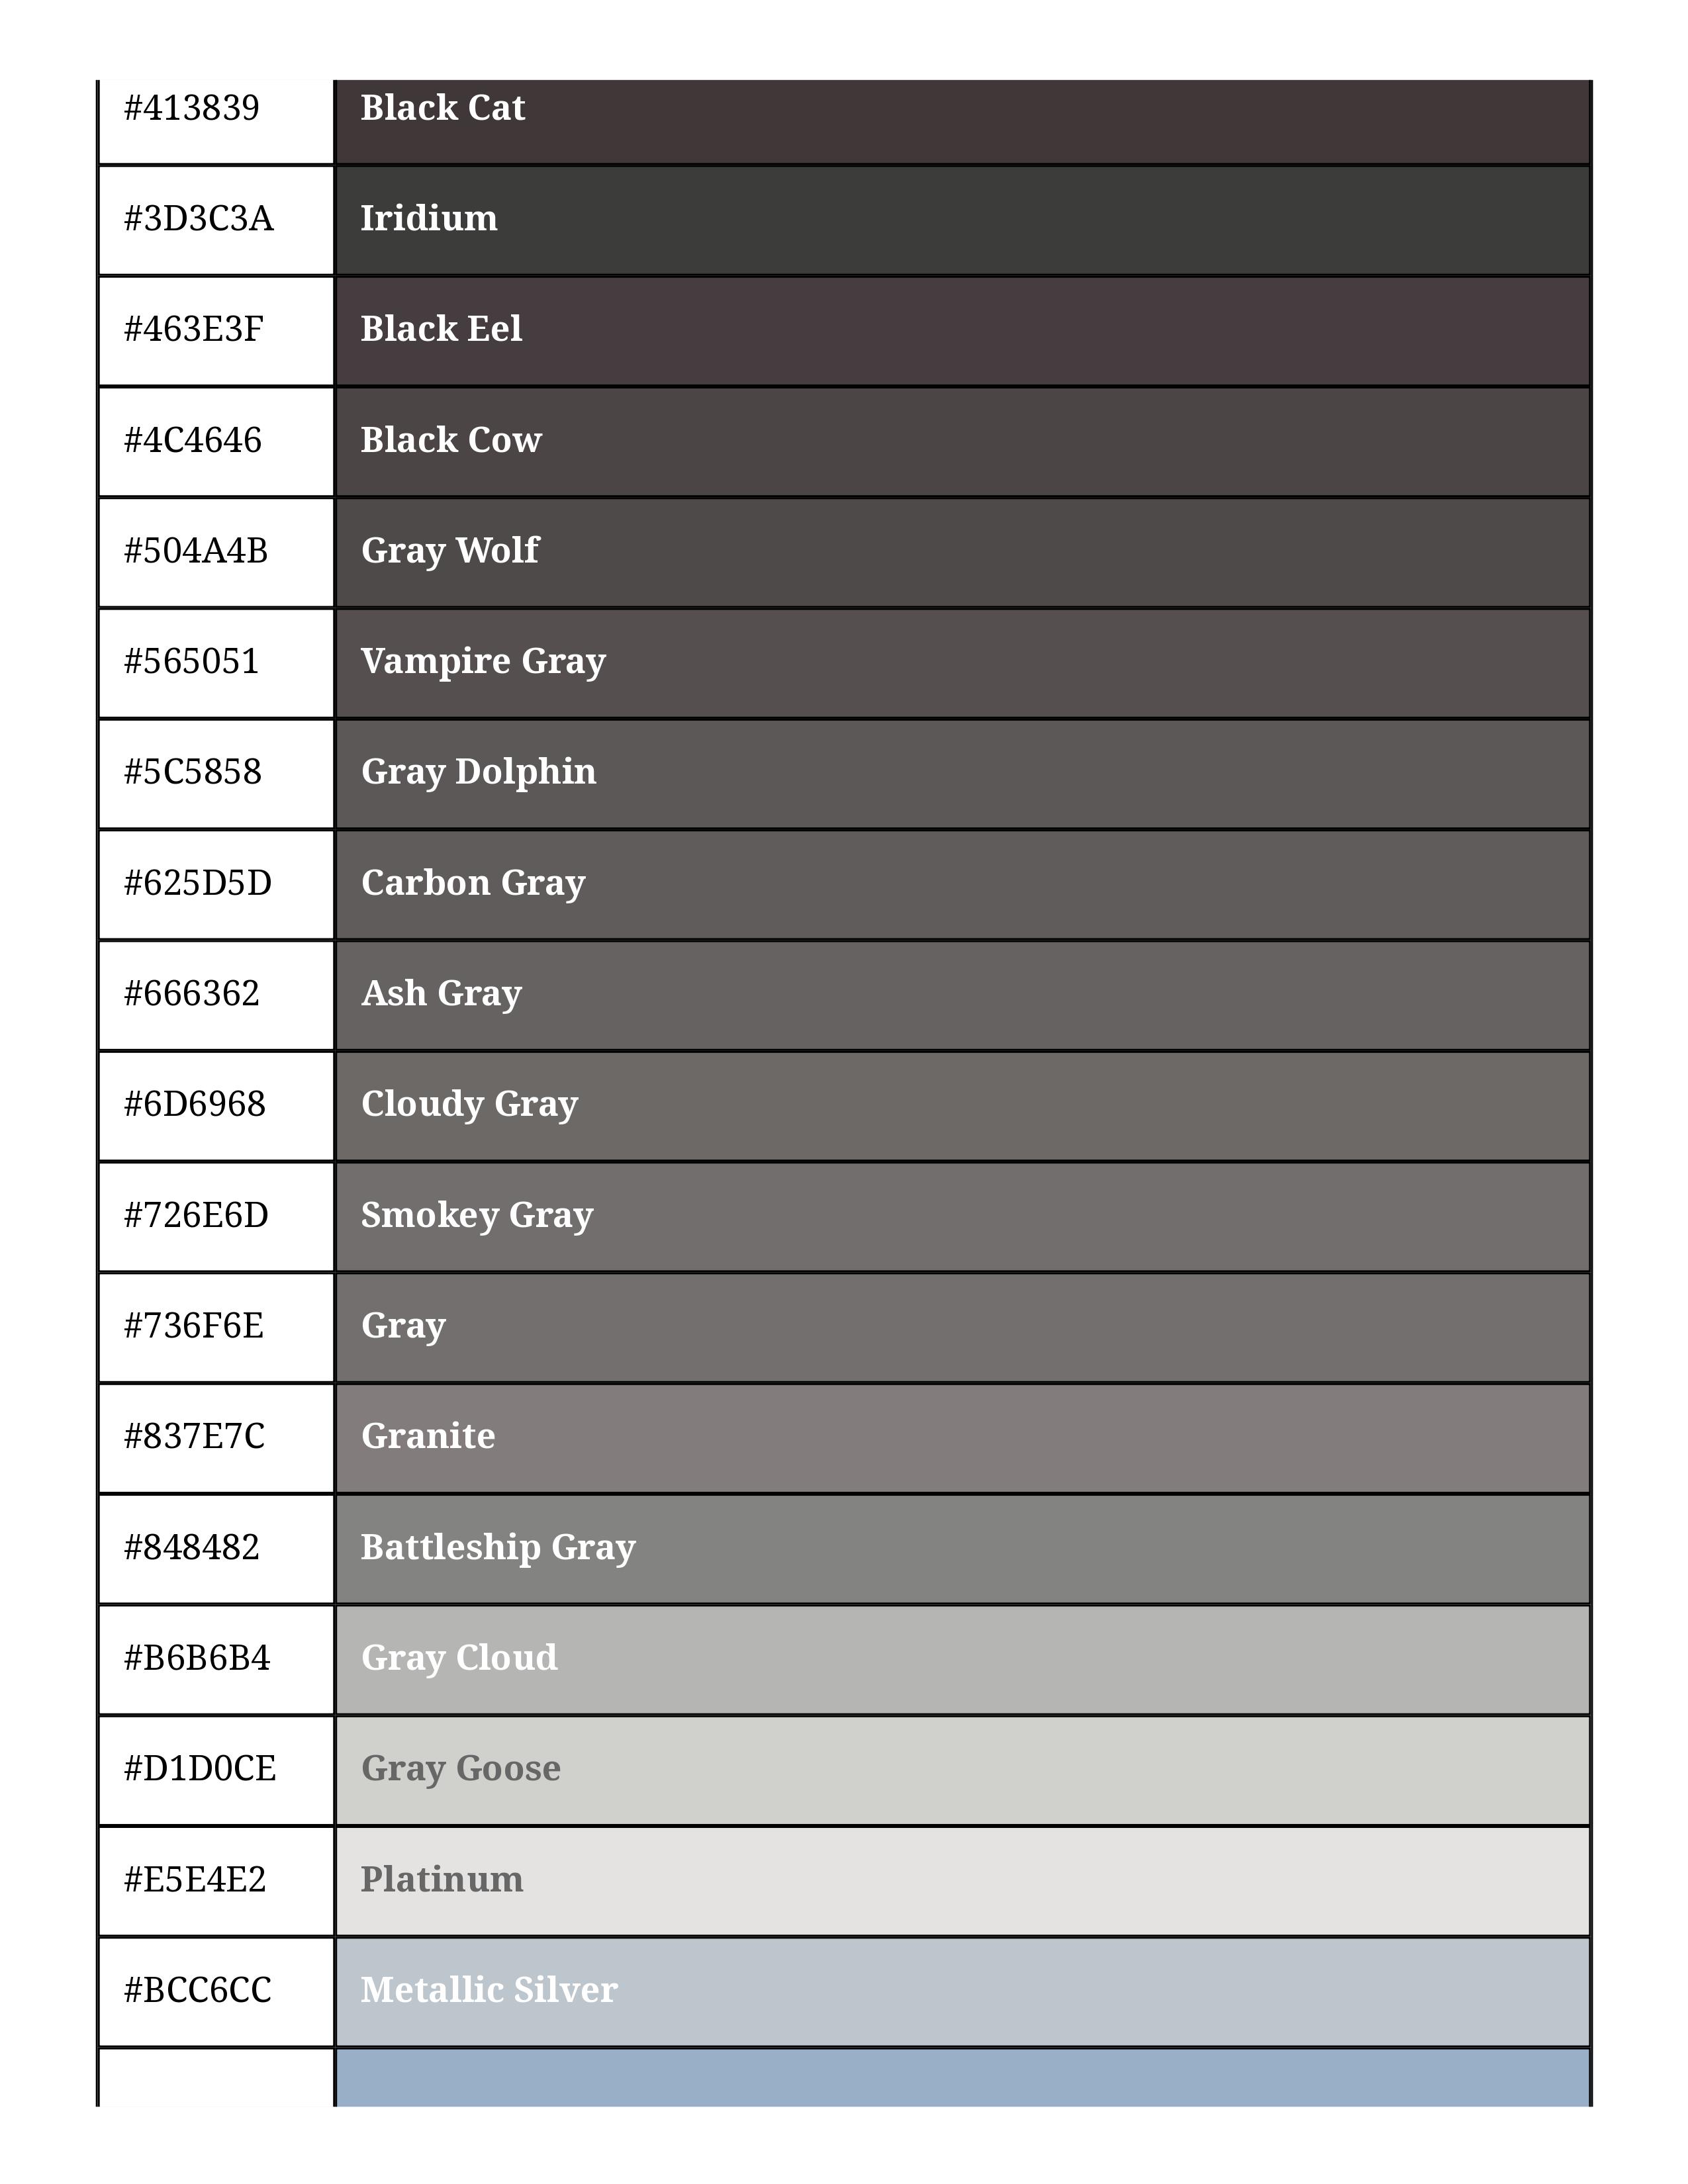 #413839 Black Cat
#3D3C3A Iridium
#463E3F Black Eel
#4C4646 Black Cow
#504A4B Gray Wolf
#565051 Vampire Gray
#5C5858 Gray Dolphin
#625D5D Carbon Gray
#666362 Ash Gray
#6D6968 Cloudy Gray
#726E6D Smokey Gray
#736F6E Gray
#837E7C Granite
#848482 Battleship Gray
#B6B6B4 Gray Cloud
#D1D0CE Gray Goose
#E5E4E2 Platinum
#BCC6CC Metallic Silver